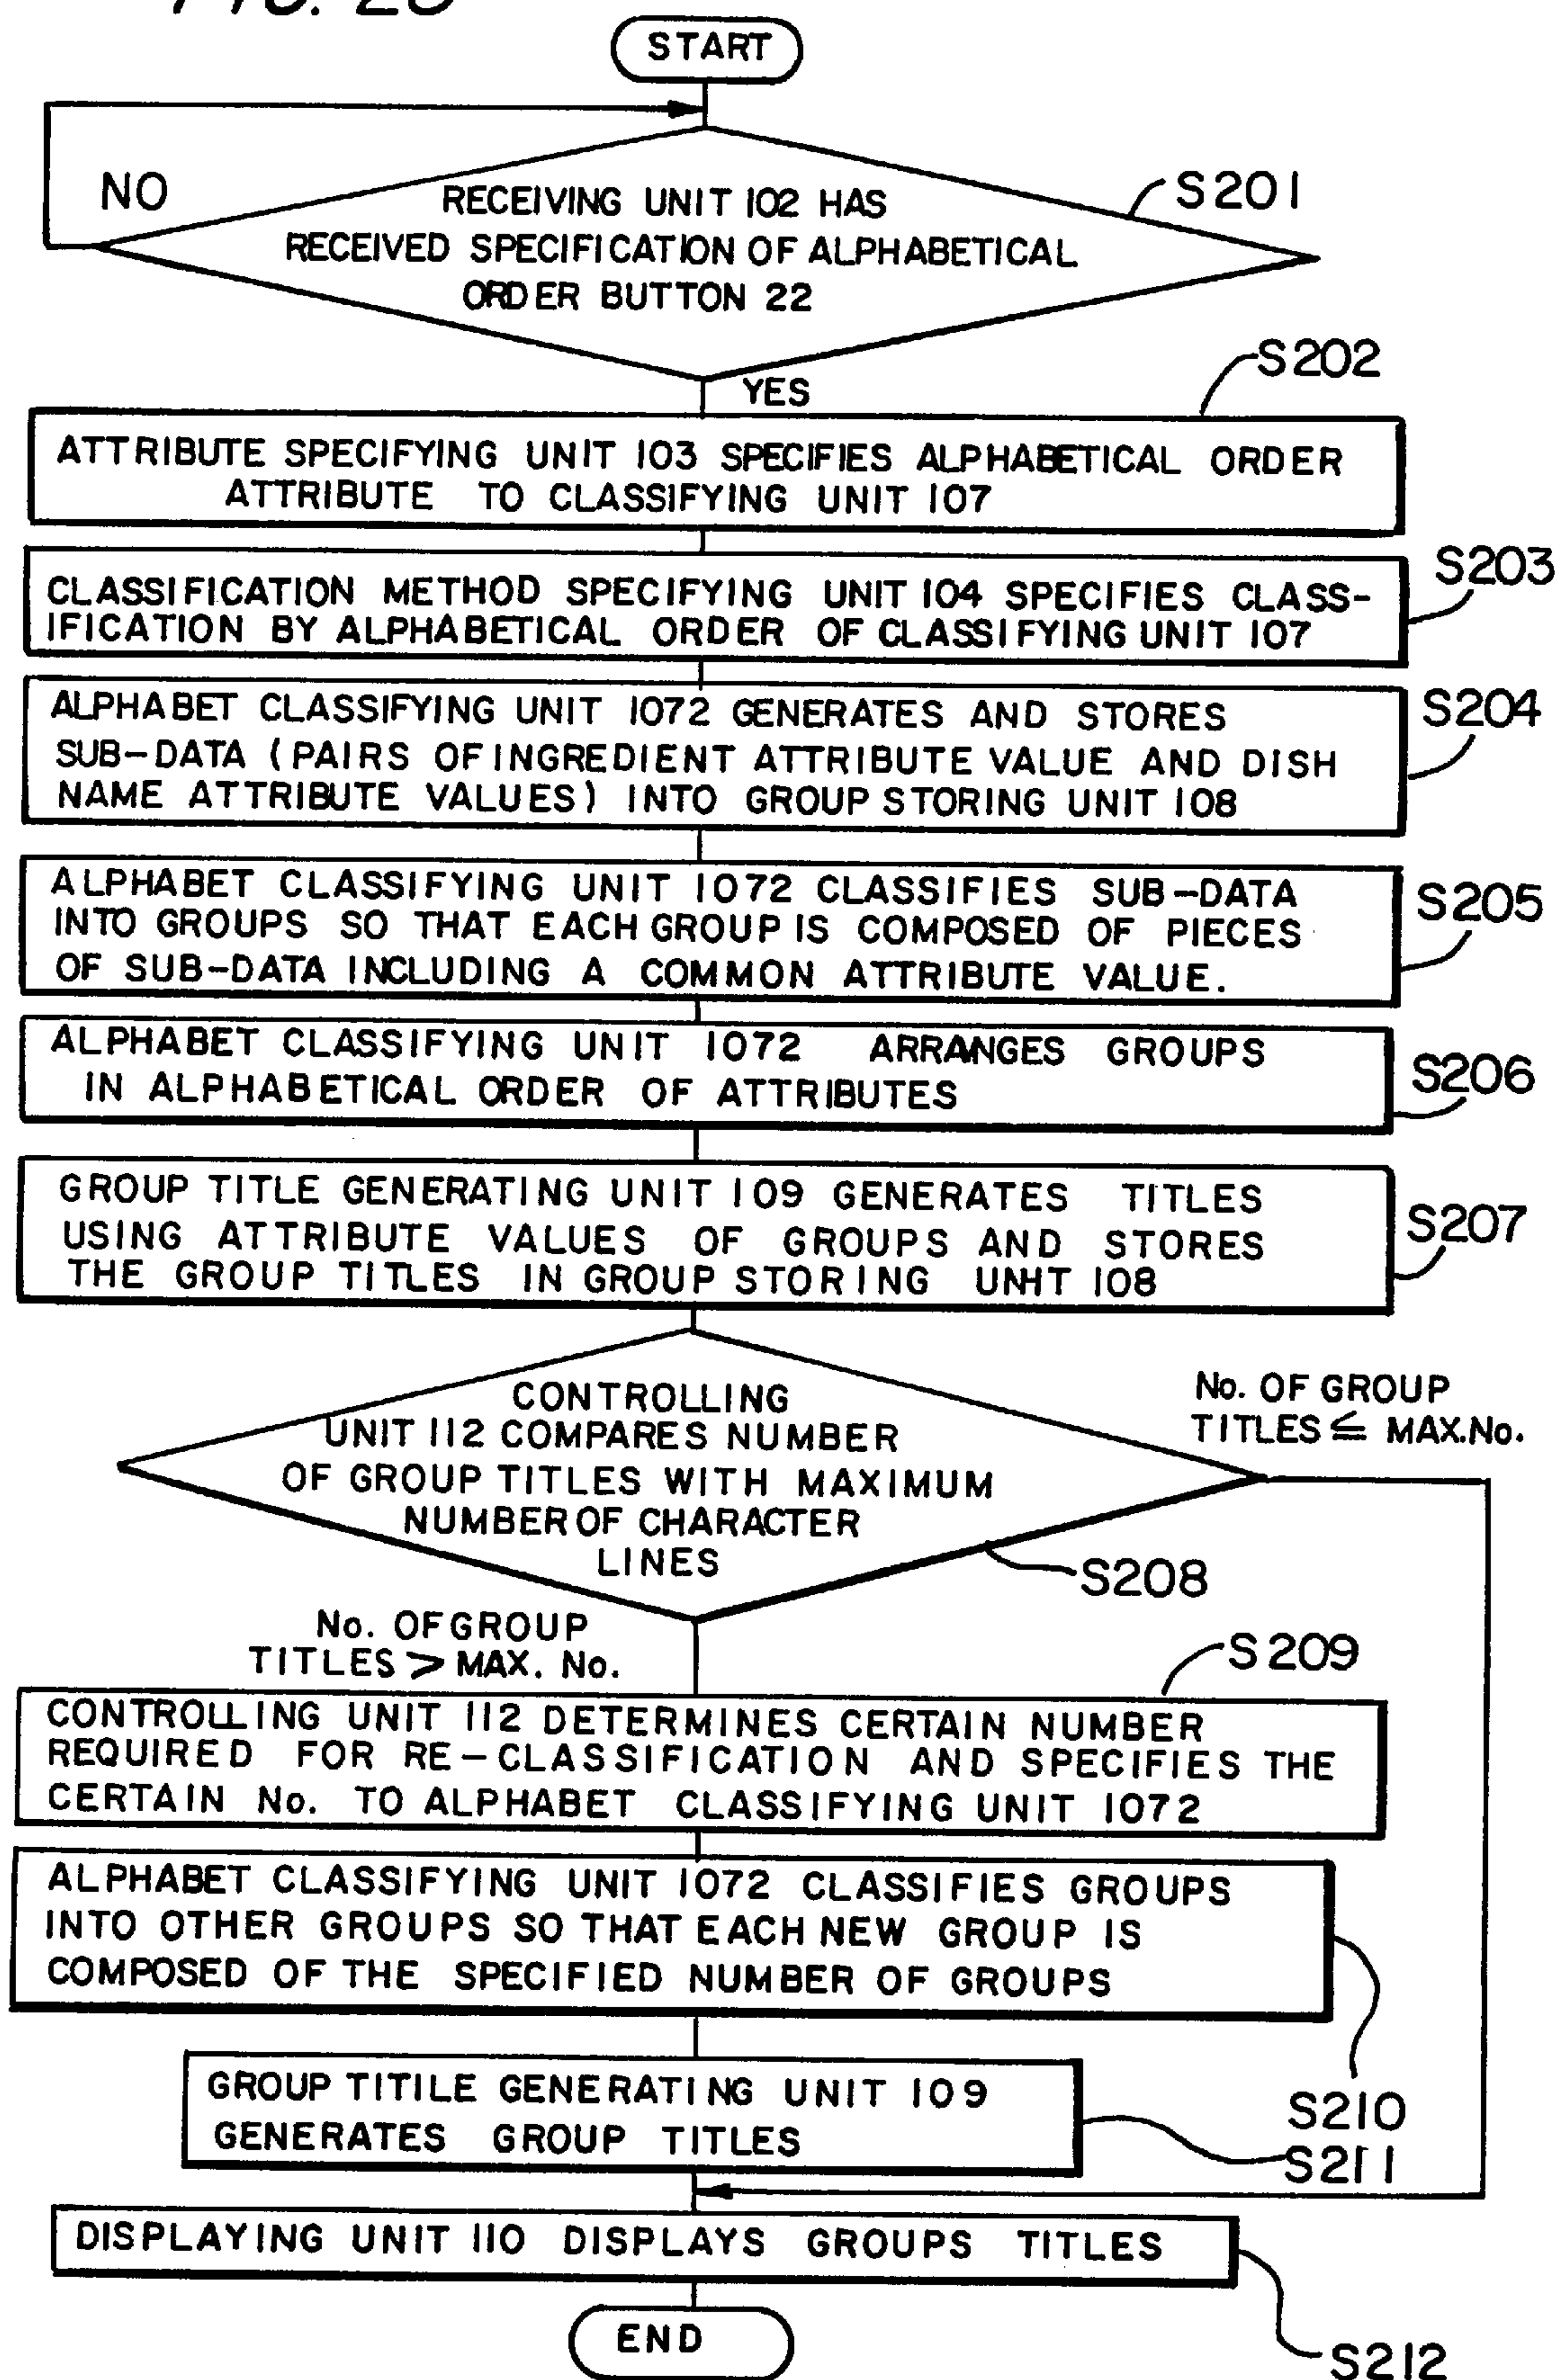 START
NO
RECEIVING UNIT 102 HAS
RECEIVED SPECIFICATION OF ALPHABETICAL
ORDER BUTTON 22
S201
YES
S202
ATTRIBUTE SPECIFYING UNIT 103 SPECIFIES ALPHABETICAL ORDER
ATTRIBUTE TO CLASSIFYING UNIT 107
S203
CLASSIFICATION METHOD SPECIFYING UNIT 104 SPECIFIES CLASS-
IFICATION BY ALPHABETICAL ORDER OF CLASSIFYING UNIT 107
S204
ALPHABET CLASSIFYING UNIT 1072 GENERATES AND STORES
SUB-DATA (PAIRS OF INGREDIENT ATTRIBUTE VALUE AND DISH
NAME ATTRIBUTE VALUES) INTO GROUP STORING UNIT 108
S205
ALPHABET CLASSIFYING UNIT 1072 CLASSIFIES SUB-DATA
INTO GROUPS SO THAT EACH GROUP IS COMPOSED OF PIECES
OF SUB-DATA INCLUDING A COMMON ATTRIBUTE VALUE.
ALPHABET CLASSIFYING UNIT 1072 ARRANGES GROUPS
IN ALPHABETICAL ORDER OF ATTRIBUTES
S206
GROUP TITLE GENERATING UNIT 109 GENERATES TITLES
USING ATTRIBUTE VALUES OF GROUPS AND STORES
THE GROUP TITLES IN GROUP STORING UNIT 108
S207
CONTROLLING
UNIT 112 COMPARES NUMBER
OF GROUP TITLES WITH MAXIMUM
NUMBER OF CHARACTER
LINES
No. OF GROUP
TITLES ≦ MAX.No.
S208
No. OF GROUP
TITLES > MAX. No.
S209
CONTROLLING UNIT 112 DETERMINES CERTAIN NUMBER
REQUIRED FOR RE-CLASSIFICATION AND SPECIFIES THE
CERTAIN No. TO ALPHABET CLASSIFYING UNIT 1072
ALPHABET CLASSIFYING UNIT 1072 CLASSIFIES GROUPS
INTO OTHER GROUPS SO THAT EACH NEW GROUP IS
COMPOSED OF THE SPECIFIED NUMBER OF GROUPS
S210
GROUP TITILE GENERATING UNIT 109
GENERATES GROUP TITLES
S211
DISPLAYING UNIT 110 DISPLAYS GROUPS TITLES
S212
END